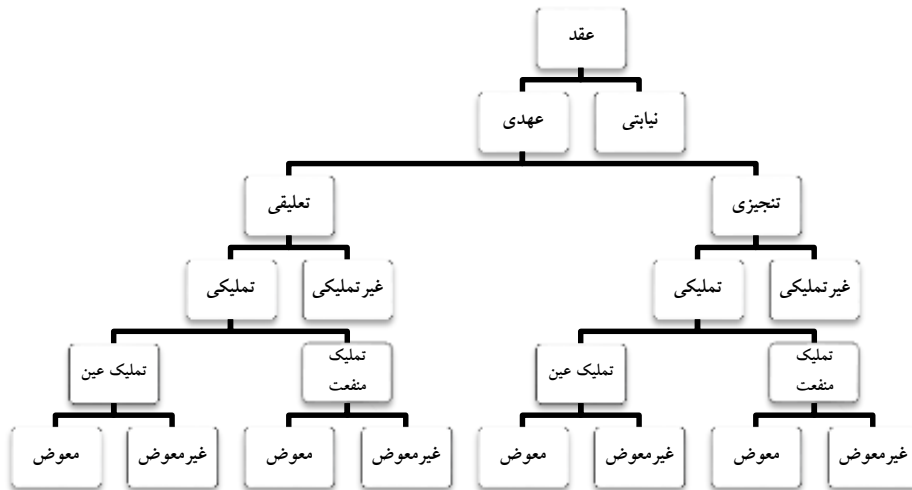 عقد
نیابتی
عهدی
تنجیزی
تعلیقی
غیرتملیکی
تملیکی
غیرتملیکی
تملیکی
تملیک
منفعت
تملیک عین
تملیک
منفعت
تملیک عین
غیرمعوض
معوض
غیرمعوض
معوض
غیرمعوض
معوض
غیرمعوض
معوض